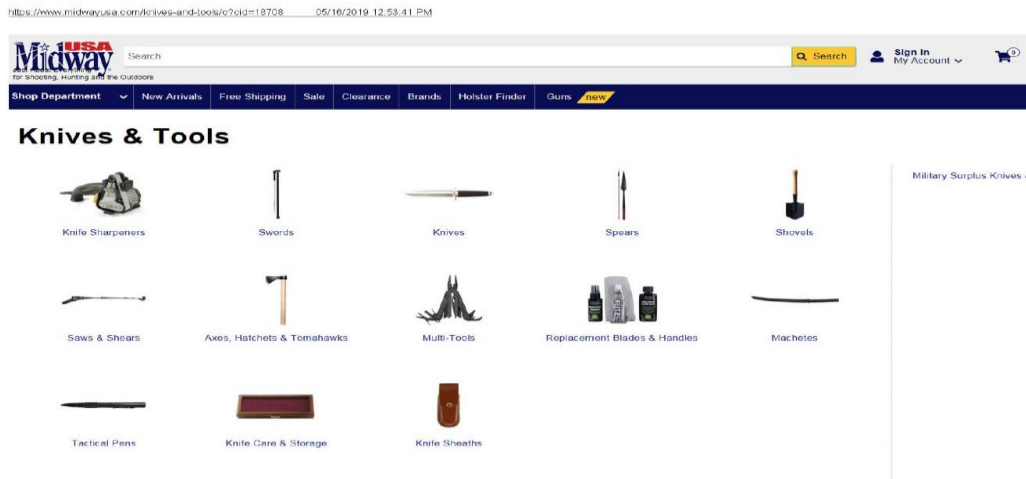 https://www.midwayusa.com/knives-and-tools/c?cid=18708 05/16/2019 12:53:41 PM
MidwayUSA
for Shooting, Hunting and the Outdoors
Search
Search
Sign In
My Account
0
Shop Department New Arrivals Free Shipping Sale Clearance Brands Holster Finder Guns new
Knives & Tools
Military Surplus Knives &
Knife Sharpeners Swords Knives Spears Shovels
Saws & Shears Axes, Hatchets & Tomahawks Multi-Tools Replacement Blades & Handles Machetes
Tactical Pens Knife Care & Storage Knife Sheaths